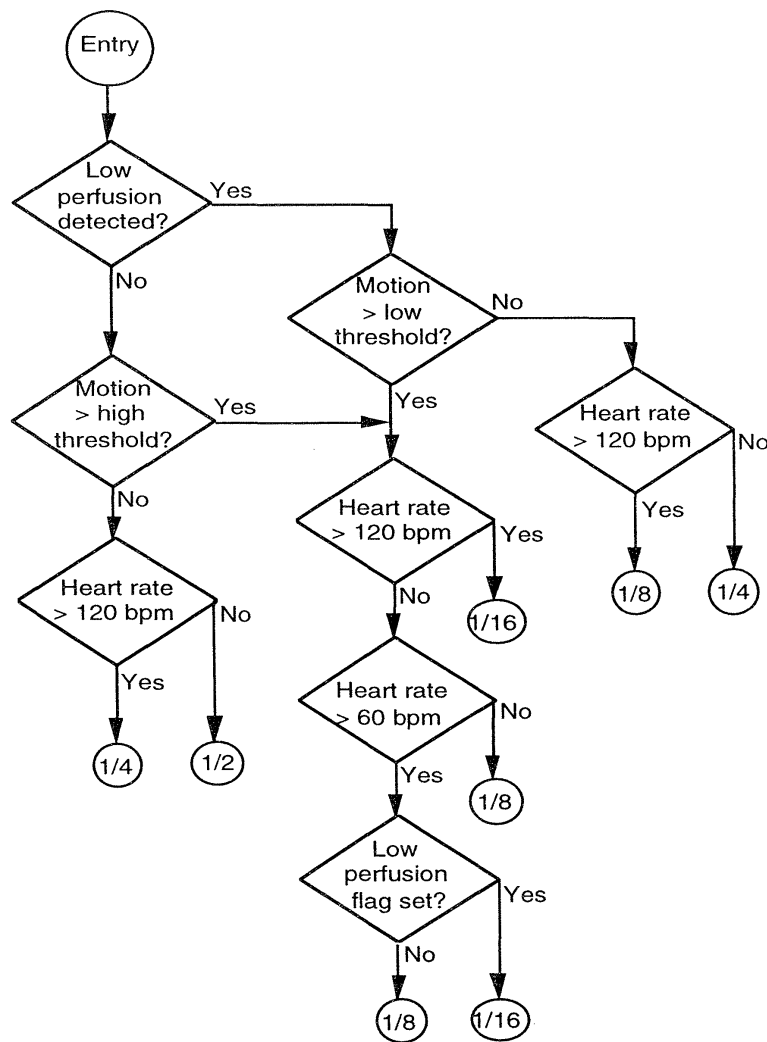 Entry
Low
perfusion
detected?
Yes
No
Motion
> low
threshold?
No
Yes
Motion
> high
threshold?
Yes
No
Heart rate
> 120 bpm
No
Yes
1/8
1/4
Heart rate
> 120 bpm
Yes
No
1/16
Heart rate
> 120 bpm
No
Yes
1/4
1/2
Heart rate
> 60 bpm
No
Yes
1/8
Low
perfusion
flag set?
Yes
No
1/8
1/16